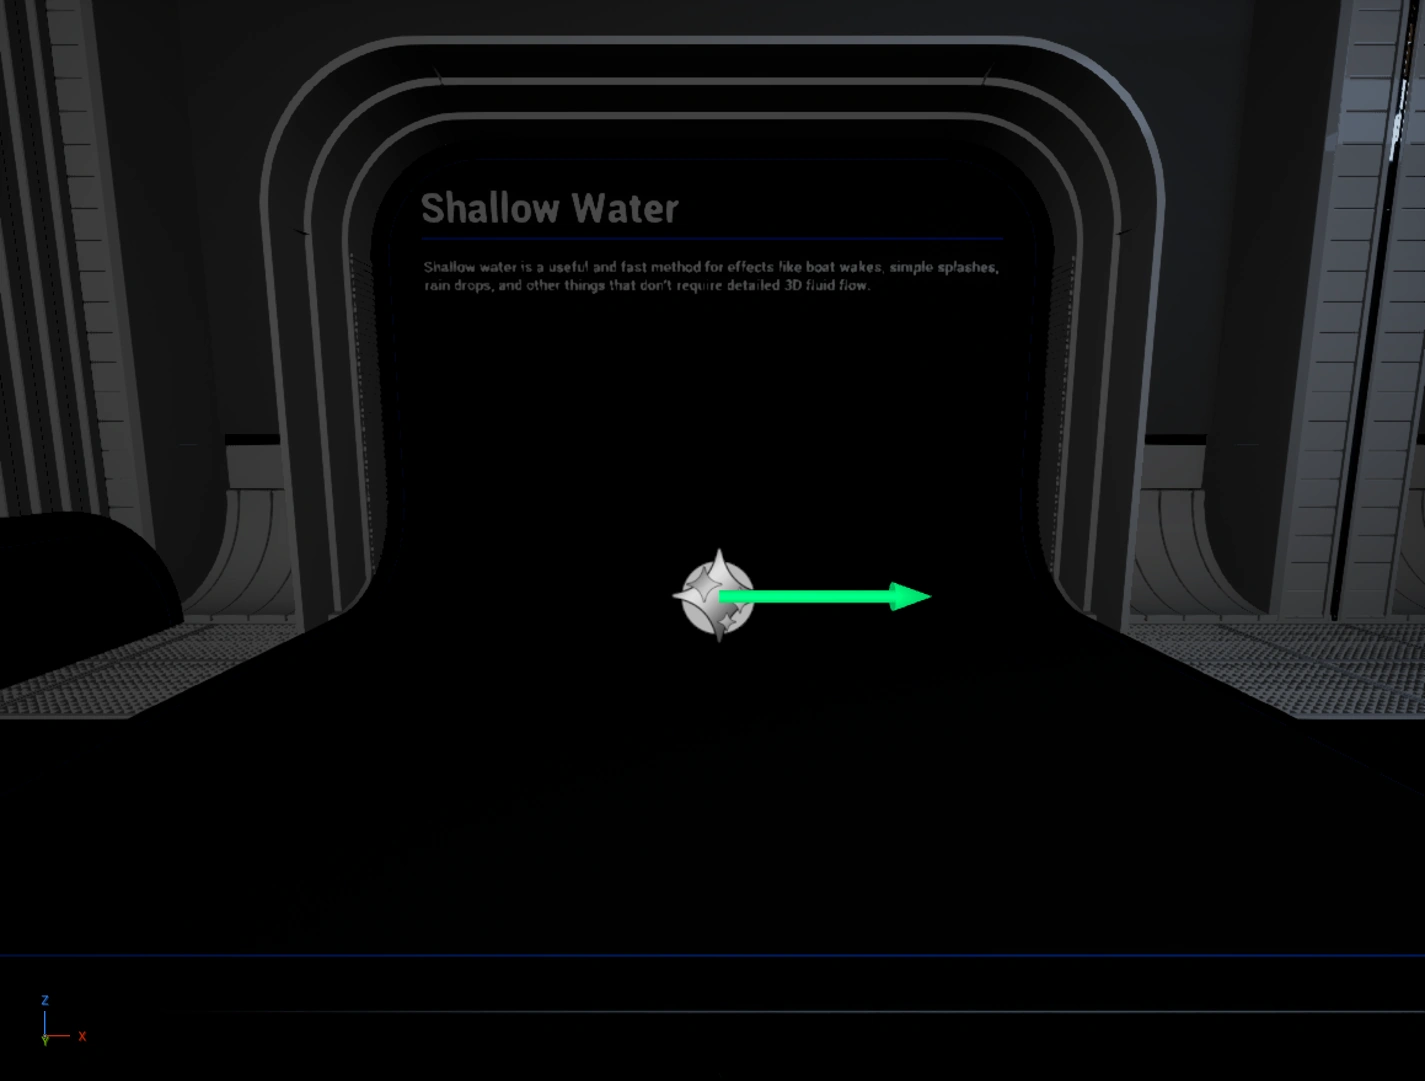 Shallow Water
Shallow water is a useful and fast method for effects like boat wakes, simple splashes,
rain drops, and other things that don't require detailed 3D fluid flow.
Z
X
Y